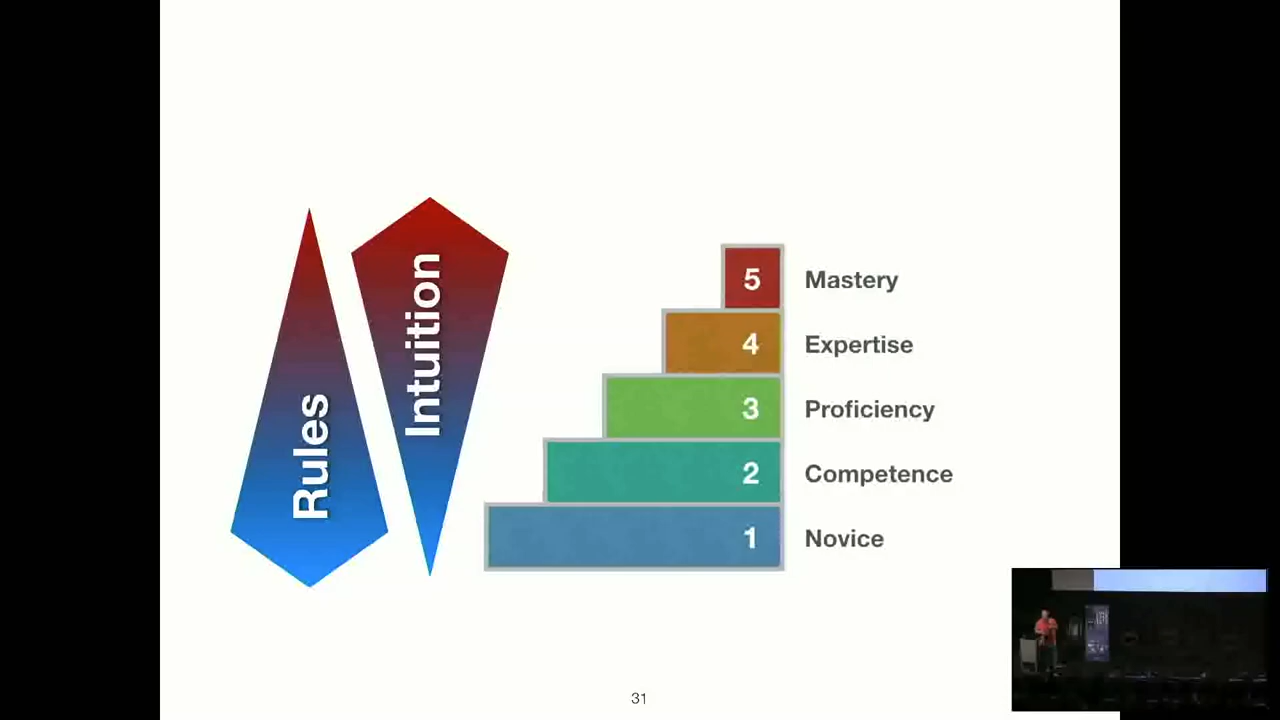 Rules
Intuition
5 Mastery
4 Expertise
3 Proficiency
2 Competence
1 Novice
31